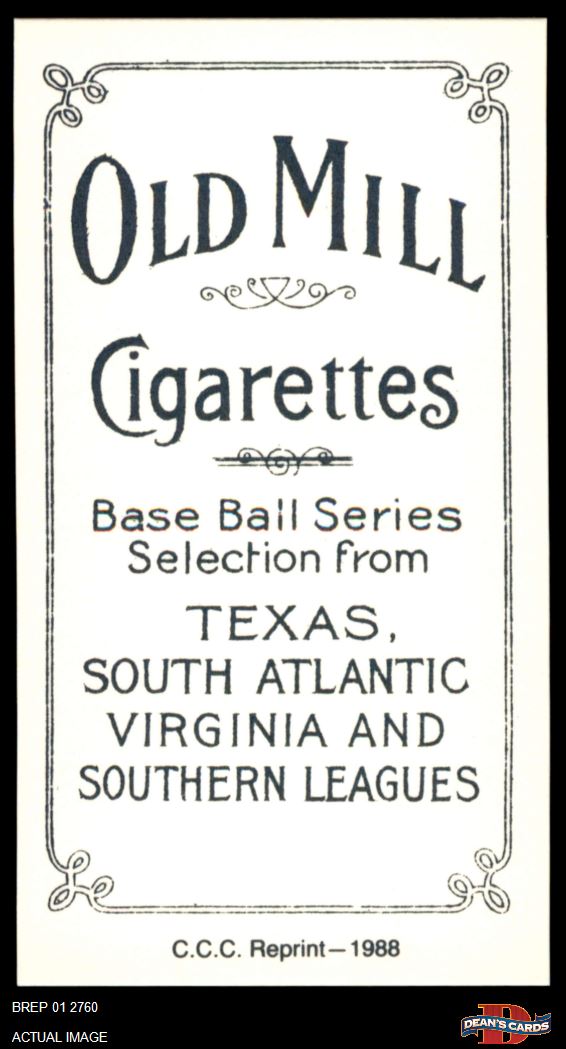 OLD MILL
Cigarettes
Base Ball Series
Selection from
TEXAS,
SOUTH ATLANTIC
VIRGINIA AND
SOUTHERN LEAGUES
C.C.C. Reprint—1988
BREP 01 2760
ACTUAL IMAGE
DEAN'S CARDS